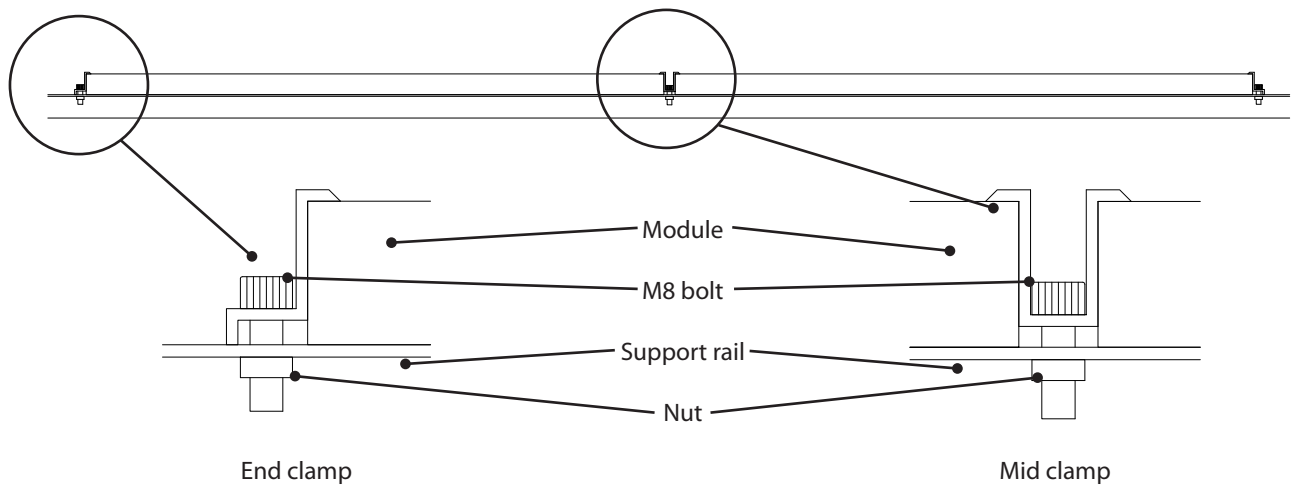 Module
M8 bolt
Support rail
Nut
End clamp
Mid clamp